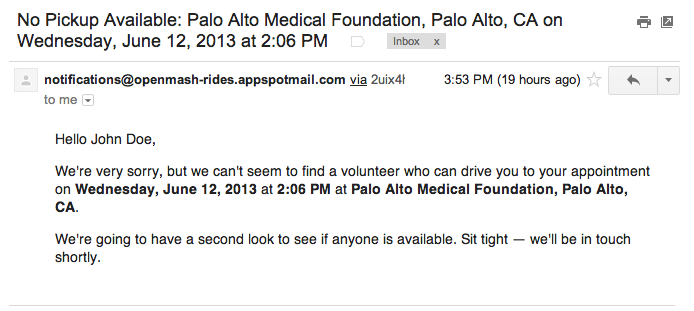 No Pickup Available: Palo Alto Medical Foundation, Palo Alto, CA on
Wednesday, June 12, 2013 at 2:06 PM Inbox x
notifications@openmash-rides.appspotmail.com via 2uix4h 3:53 PM (19 hours ago)
to me
Hello John Doe,
We're very sorry, but we can't seem to find a volunteer who can drive you to your appointment
on Wednesday, June 12, 2013 at 2:06 PM at Palo Alto Medical Foundation, Palo Alto,
CA.
We're going to have a second look to see if anyone is available. Sit tight — we'll be in touch
shortly.